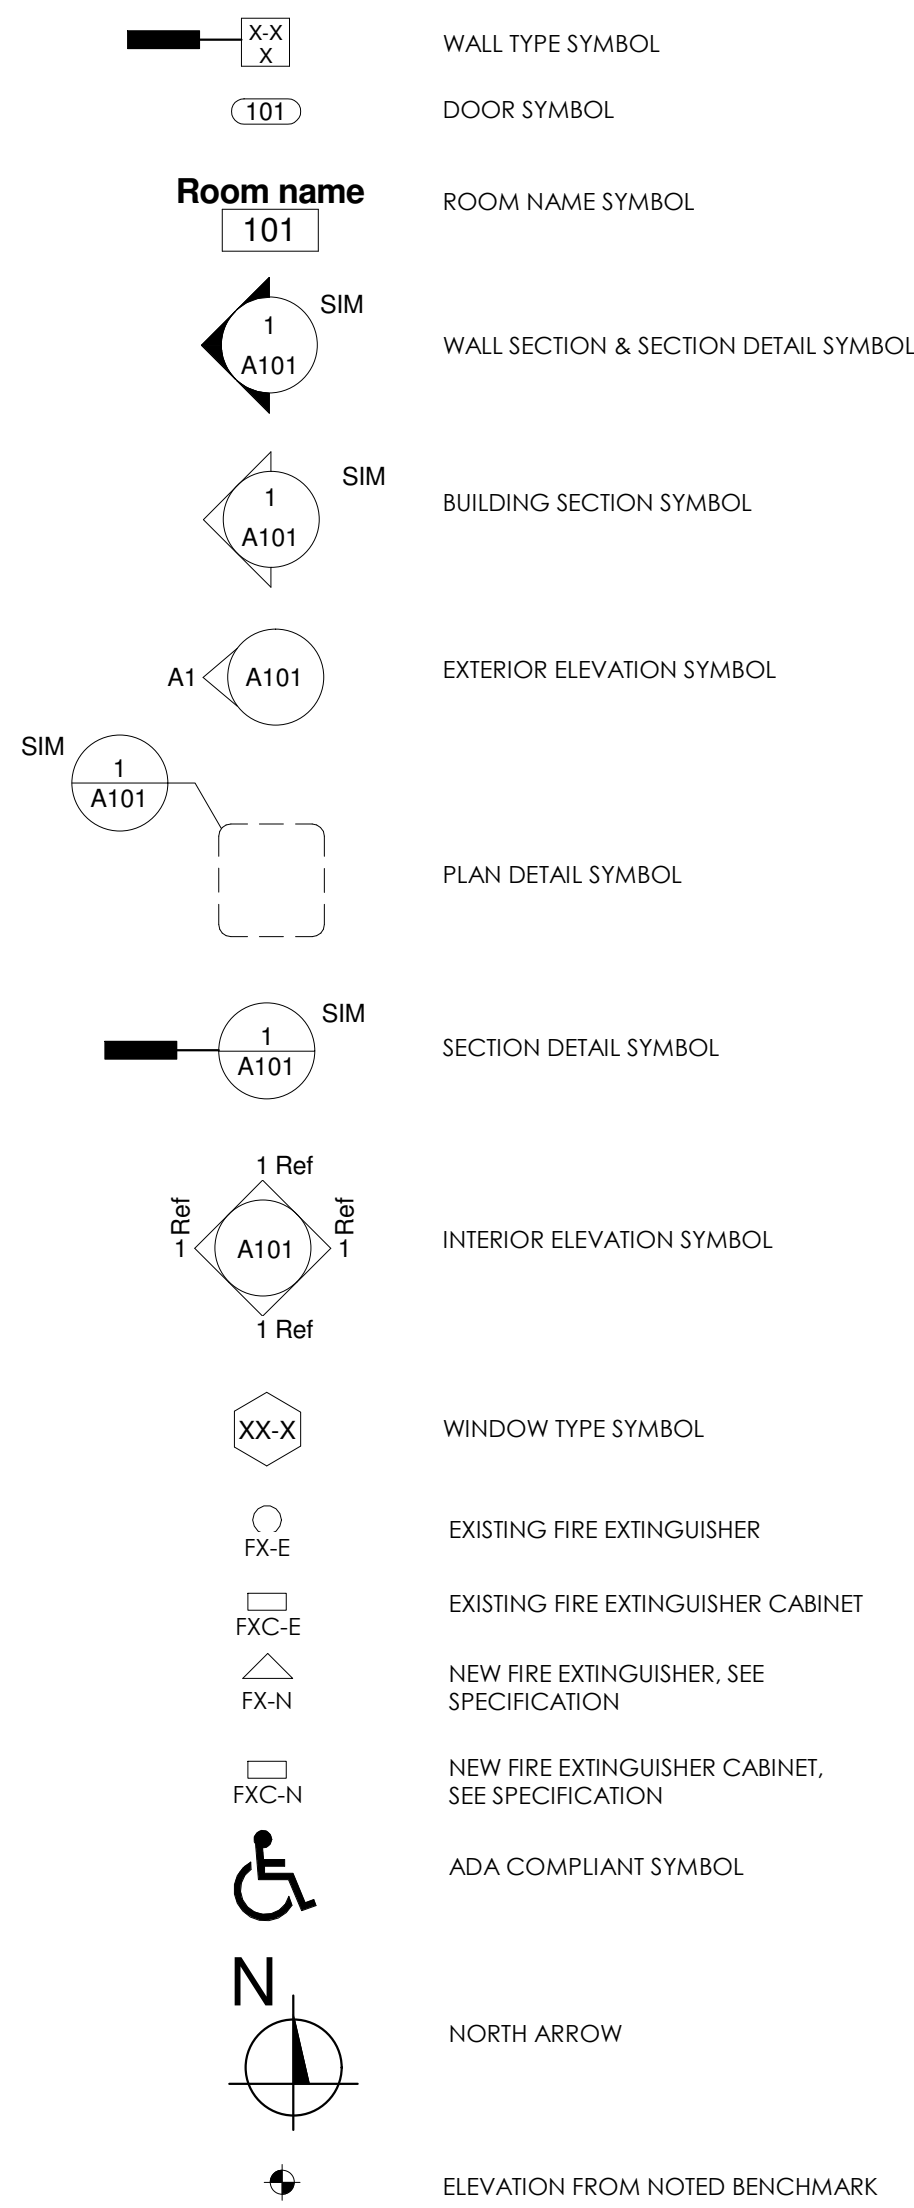 X-X
X
WALL TYPE SYMBOL
101
DOOR SYMBOL
Room name
101
ROOM NAME SYMBOL
SIM
1
A101
WALL SECTION & SECTION DETAIL SYMBOL
SIM
1
A101
BUILDING SECTION SYMBOL
A1
A101
EXTERIOR ELEVATION SYMBOL
SIM
1
A101
PLAN DETAIL SYMBOL
SIM
1
A101
SECTION DETAIL SYMBOL
1 Ref
1 Ref
A101
1 Ref
1 Ref
INTERIOR ELEVATION SYMBOL
XX-X
WINDOW TYPE SYMBOL
FX-E
EXISTING FIRE EXTINGUISHER
FXC-E
EXISTING FIRE EXTINGUISHER CABINET
FX-N
NEW FIRE EXTINGUISHER, SEE
SPECIFICATION
FXC-N
NEW FIRE EXTINGUISHER CABINET,
SEE SPECIFICATION
ADA COMPLIANT SYMBOL
N
NORTH ARROW
ELEVATION FROM NOTED BENCHMARK